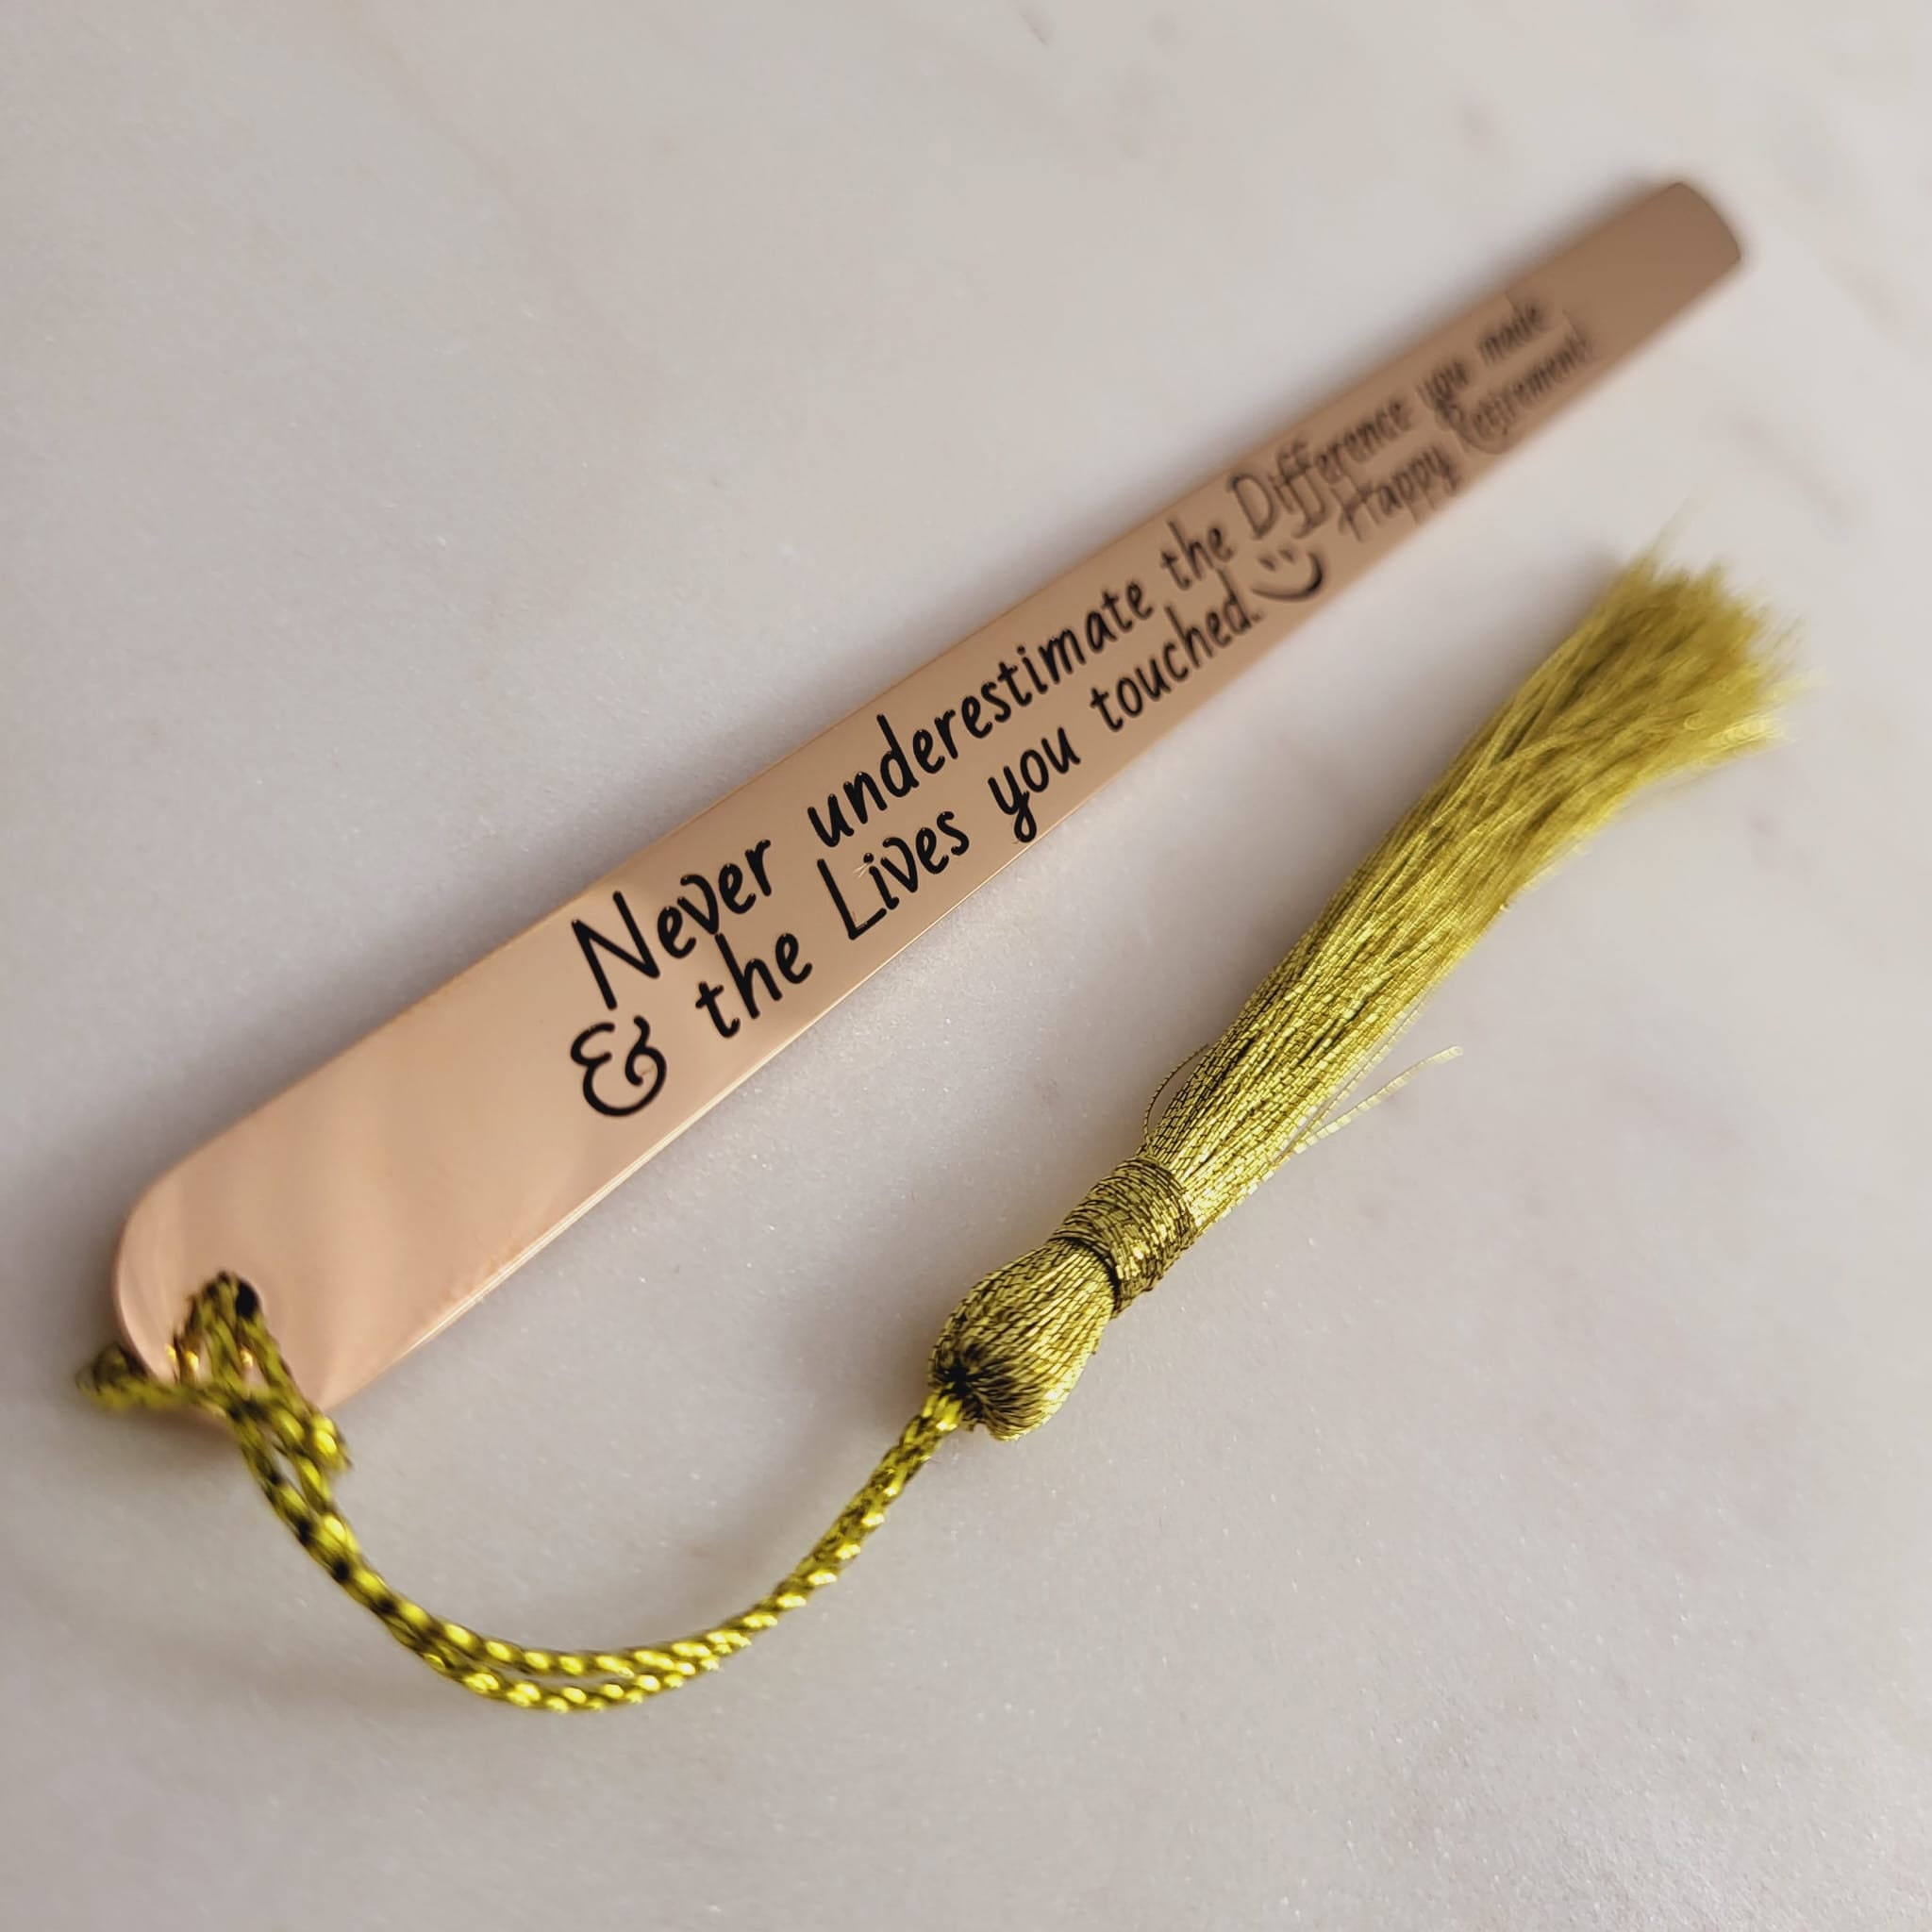 Never underestimate the Difference you made
& the Lives you touched. Happy Retirement!